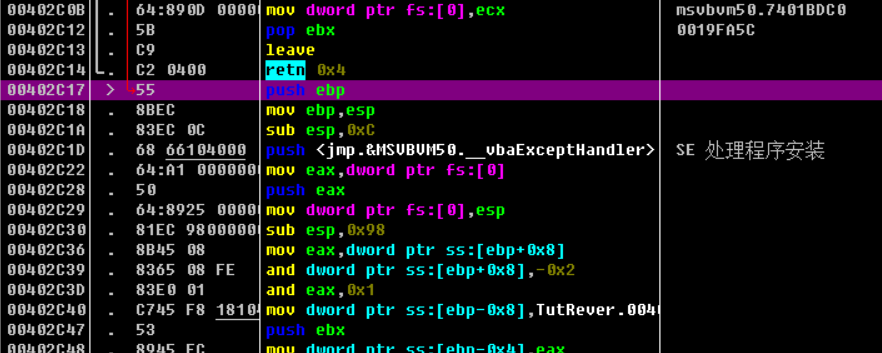 00402C0B . 64:890D 00000 mov dword ptr fs:[0],ecx msvbvm50.7401BDC0
00402C12 . 5B pop ebx 0019FA5C
00402C13 . C9 leave
00402C14 . C2 0400 retn 0x4
00402C17 > 55 push ebp
00402C18 . 8BEC mov ebp,esp
00402C1A . 83EC 0C sub esp,0xC
00402C1D . 68 66104000 push <jmp.&MSVBVM50.__vbaExceptHandler> SE 处理程序安装
00402C22 . 64:A1 0000000 mov eax,dword ptr fs:[0]
00402C28 . 50 push eax
00402C29 . 64:8925 00000 mov dword ptr fs:[0],esp
00402C30 . 81EC 98000000 sub esp,0x98
00402C36 . 8B45 08 mov eax,dword ptr ss:[ebp+0x8]
00402C39 . 8365 08 FE and dword ptr ss:[ebp+0x8],-0x2
00402C3D . 83E0 01 and eax,0x1
00402C40 . C745 F8 18104 mov dword ptr ss:[ebp-0x8],TutRever.0040
00402C47 . 53 push ebx
00402C48 . 8945 FC mov dword ptr ss:[ebp-0x4],eax